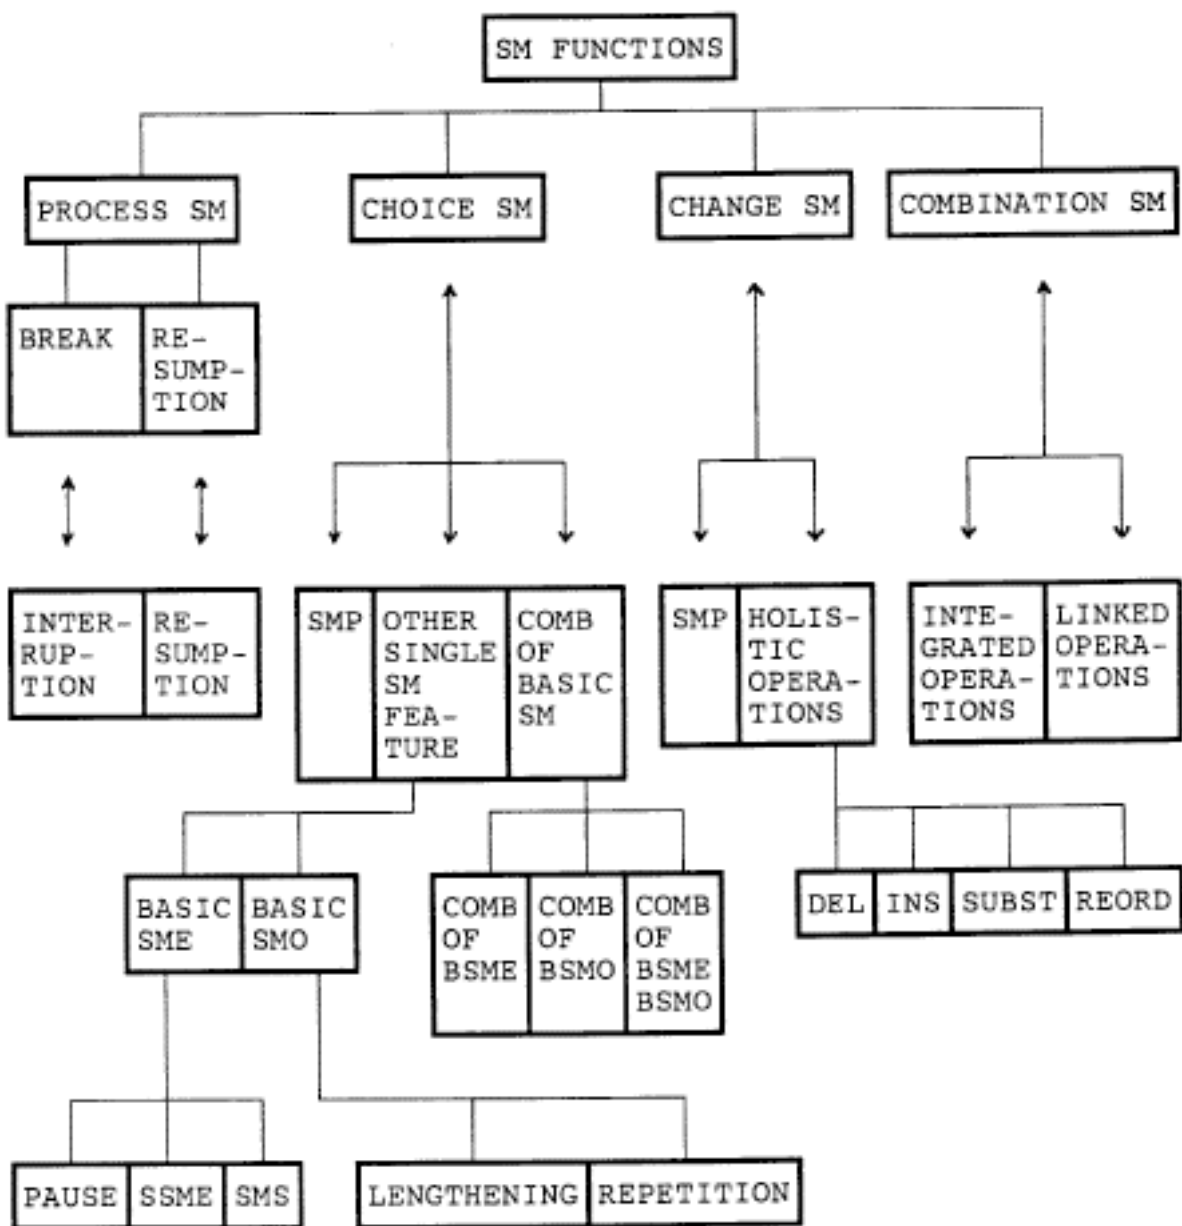 SM FUNCTIONS
PROCESS SM
CHOICE SM
CHANGE SM
COMBINATION SM
BREAK
RE-
SUMP-
TION
INTER-
RUP-
TION
RE-
SUMP-
TION
SMP
OTHER
SINGLE
SM
FEA-
TURE
COMB
OF
BASIC
SM
SMP
HOLIS-
TIC
OPERA-
TIONS
INTE-
GRATED
OPERA-
TIONS
LINKED
OPERA-
TIONS
BASIC
SME
BASIC
SMO
COMB
OF
BSME
COMB
OF
BSMO
COMB
OF
BSME
BSMO
DEL
INS
SUBST
REORD
PAUSE
SSME
SMS
LENGTHENING
REPETITION